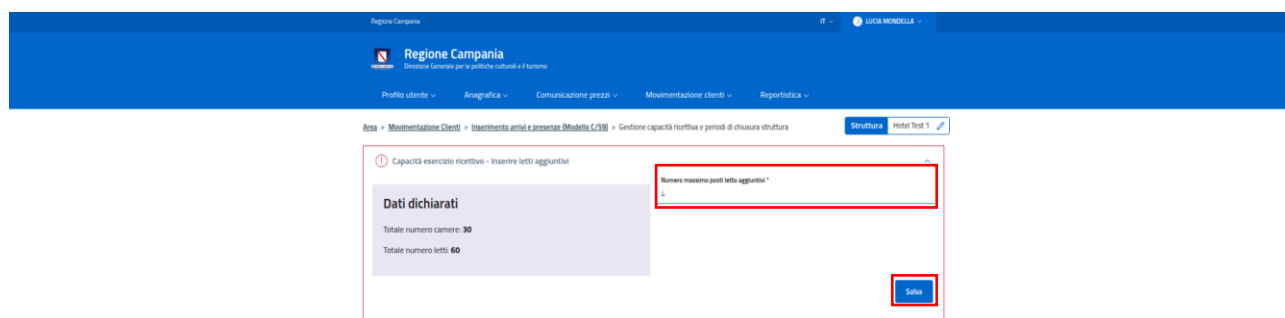 Regione Campania
IT
LUCIA MONDELLA
Regione Campania
Direzione Generale per le politiche culturali e il turismo
Profilo utente
Anagrafica
Comunicazione prezzi
Movimentazione clienti
Reportistica
Area > Movimentazione Clienti > Inserimento arrivi e presenze (Modello C/59) > Gestione capacità ricettiva e periodi di chiusura struttura
Struttura Hotel Test 1
Capacità esercizio ricettivo - Inserire letti aggiuntivi
Numero massimo posti letto aggiuntivi *
4
Dati dichiarati
Totale numero camere: 30
Totale numero letti: 60
Salva